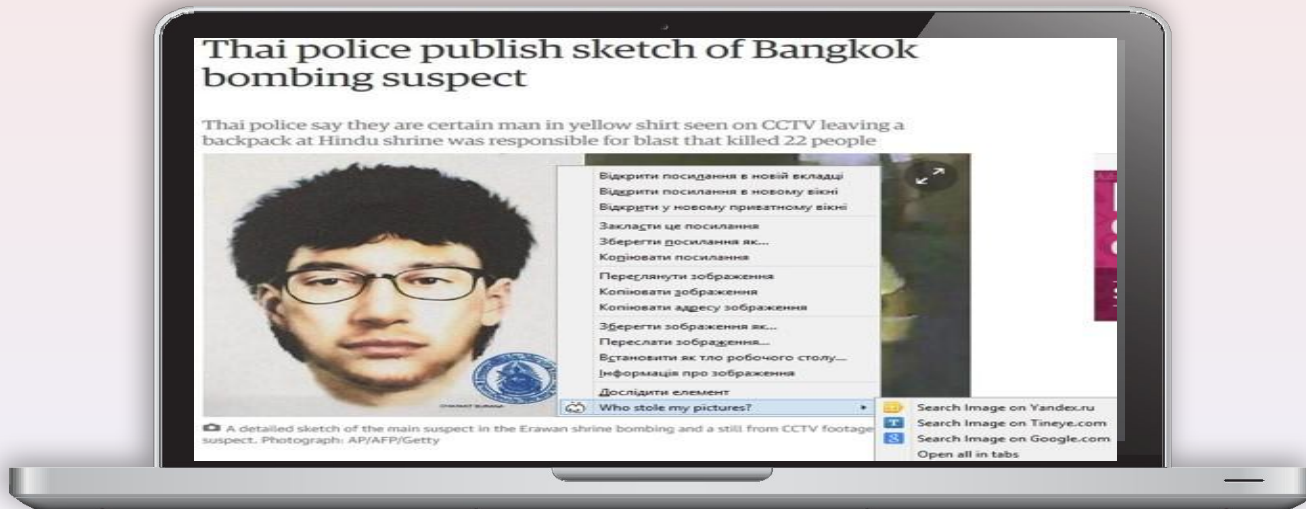 Thai police publish sketch of Bangkok
bombing suspect
Thai police say they are certain man in yellow shirt seen on CCTV leaving a
backpack at Hindu shrine was responsible for blast that killed 22 people
Відкрити посилання в новій вкладці
Відкрити посилання в новому вікні
Відкрити у новому приватному вікні
Закласти це посилання
Зберегти посилання як...
Копіювати посилання
Переглянути зображення
Копіювати зображення
Копіювати адресу зображення
Зберегти зображення як...
Переслати зображення...
Встановити як тло робочого столу...
Інформація про зображення
Дослідити елемент
Who stole my pictures?
Search Image on Yandex.ru
Search Image on Tineye.com
Search Image on Google.com
Open all in tabs
A detailed sketch of the main suspect in the Erawan shrine bombing and a still from CCTV footage
suspect. Photograph: AP/AFP/Getty